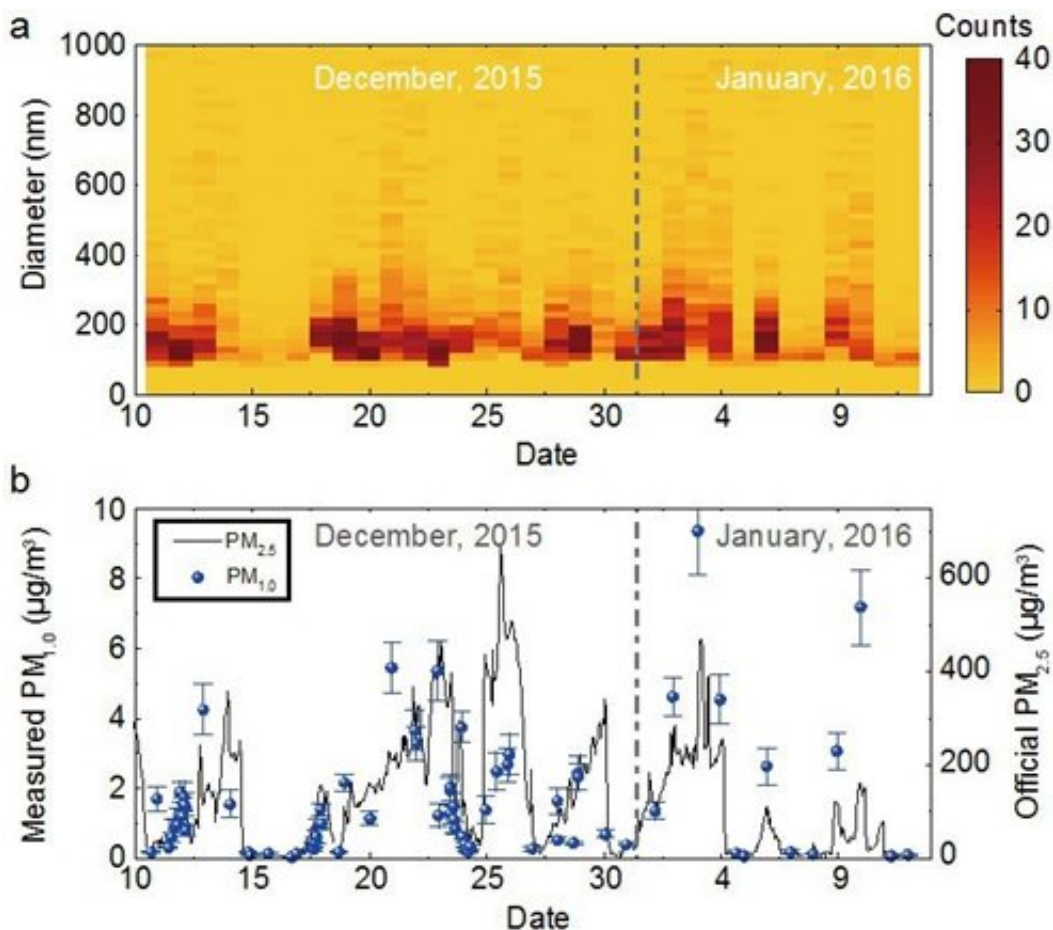 a
Counts
1000
800
600
400
200
0
Diameter (nm)
December, 2015
January, 2016
40
30
20
10
0
10 15 20 25 30 4 9
Date
b
10
8
6
4
2
0
Measured PM1.0 (µg/m³)
PM2.5
PM1.0
December, 2015
January, 2016
600
400
200
0
Official PM2.5 (µg/m³)
10 15 20 25 30 4 9
Date